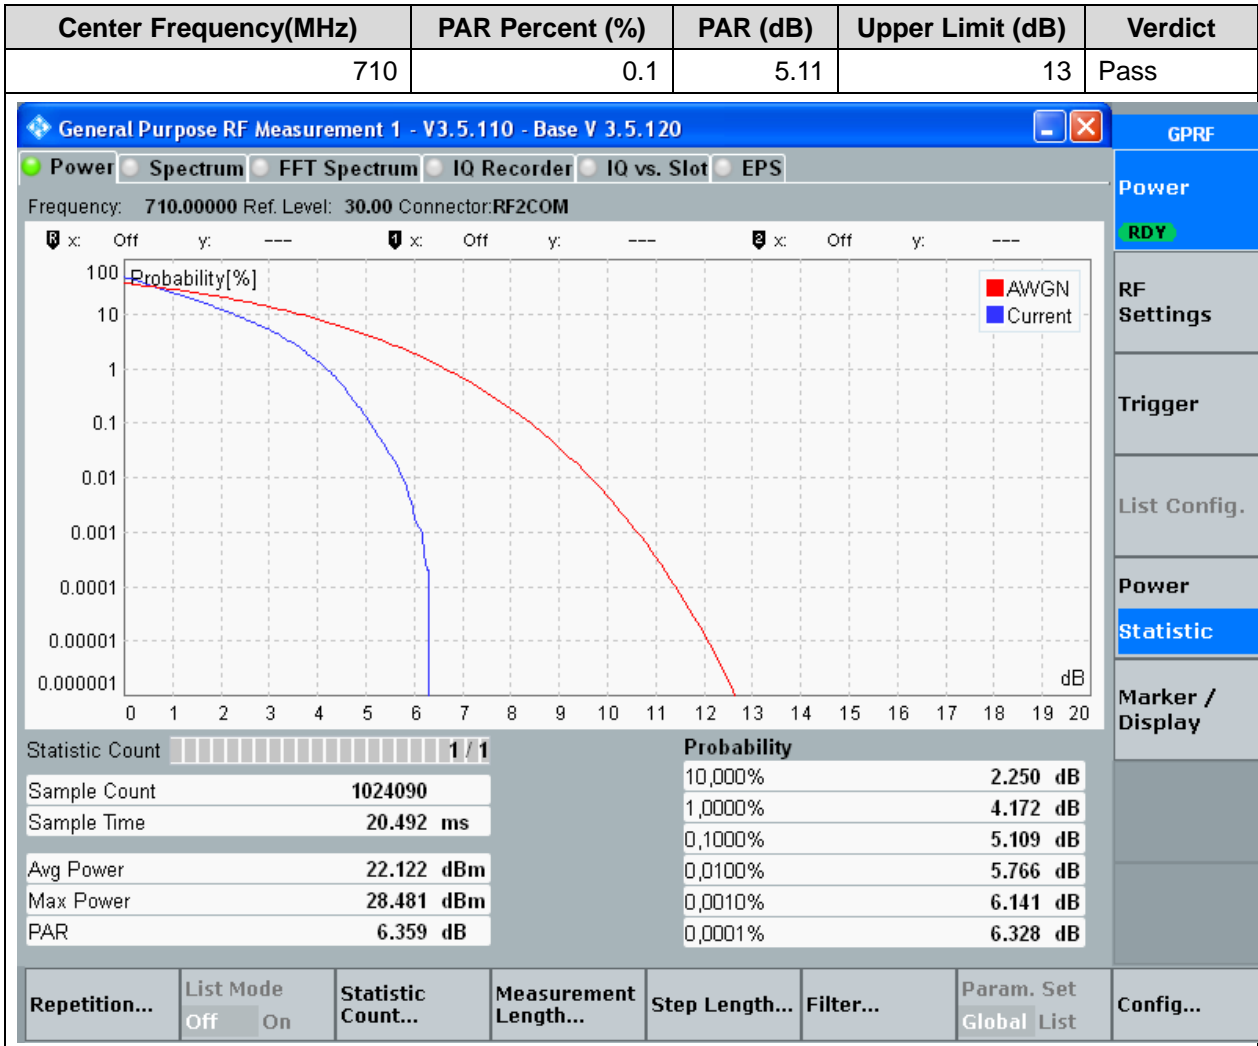 Center Frequency(MHz) PAR Percent (%) PAR (dB) Upper Limit (dB) Verdict
710 0.1 5.11 13 Pass
General Purpose RF Measurement 1 - V3.5.110 - Base V 3.5.120
GPRF
Power Spectrum FFT Spectrum IQ Recorder IQ vs. Slot EPS
Power
RDY
Frequency: 710.00000 Ref. Level: 30.00 Connector:RF2COM
R x: Off y: --- 1 x: Off y: --- 2 x: Off y: ---
Probability[%]
AWGN
Current
100
10
1
0.1
0.01
0.001
0.0001
0.00001
0.000001
dB
0 1 2 3 4 5 6 7 8 9 10 11 12 13 14 15 16 17 18 19 20
RF
Settings
Trigger
List Config.
Power
Statistic
Marker /
Display
Statistic Count 1 / 1
Sample Count 1024090
Sample Time 20.492 ms
Avg Power 22.122 dBm
Max Power 28.481 dBm
PAR 6.359 dB
Probability
10,000% 2.250 dB
1,0000% 4.172 dB
0,1000% 5.109 dB
0,0100% 5.766 dB
0,0010% 6.141 dB
0,0001% 6.328 dB
Repetition...
List Mode
Off On
Statistic
Count...
Measurement
Length...
Step Length...
Filter...
Param. Set
Global List
Config...